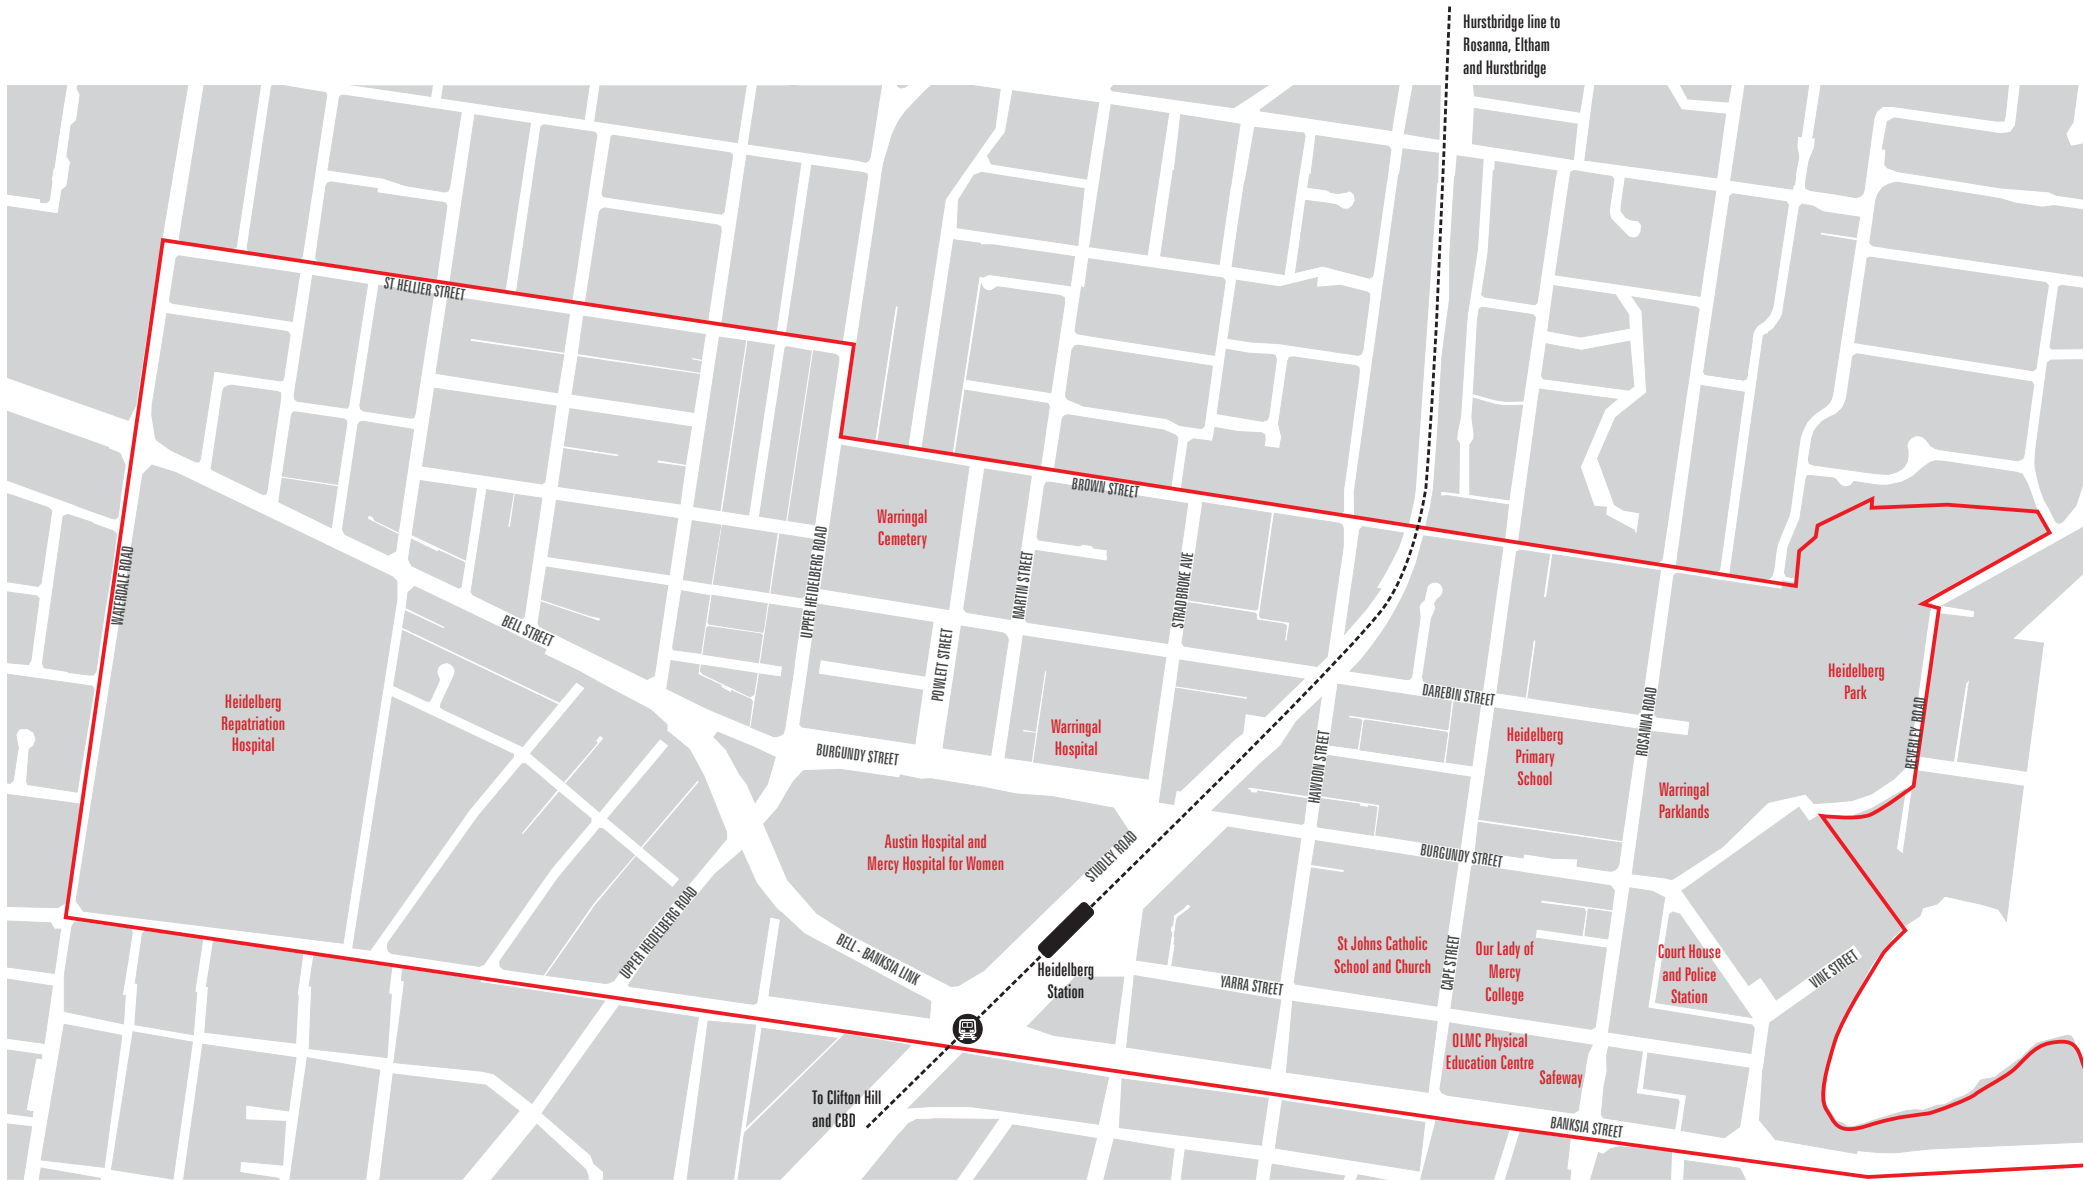 Hurstbridge line to
Rosanna, Eltham
and Hurstbridge
ST HELLIER STREET
BROWN STREET
Warringal
Cemetery
WATERDALE ROAD
UPPER HEIDELBERG ROAD
MARTIN STREET
STRADBROKE AVE
BELL STREET
POWLETT STREET
Heidelberg
Repatriation
Hospital
Warringal
Hospital
DAREBIN STREET
Heidelberg
Park
ROSANNA ROAD
BEVERLEY ROAD
Heidelberg
Primary
School
HAWDON STREET
BURGUNDY STREET
Warringal
Parklands
Austin Hospital and
Mercy Hospital for Women
STUDLEY ROAD
BURGUNDY STREET
UPPER HEIDELBERG ROAD
BELL - BANKSIA LINK
Heidelberg
Station
YARRA STREET
St Johns Catholic
School and Church
CAPE STREET
Our Lady of
Mercy
College
Court House
and Police
Station
VINE STREET
OLMC Physical
Education Centre
Safeway
To Clifton Hill
and CBD
BANKSIA STREET